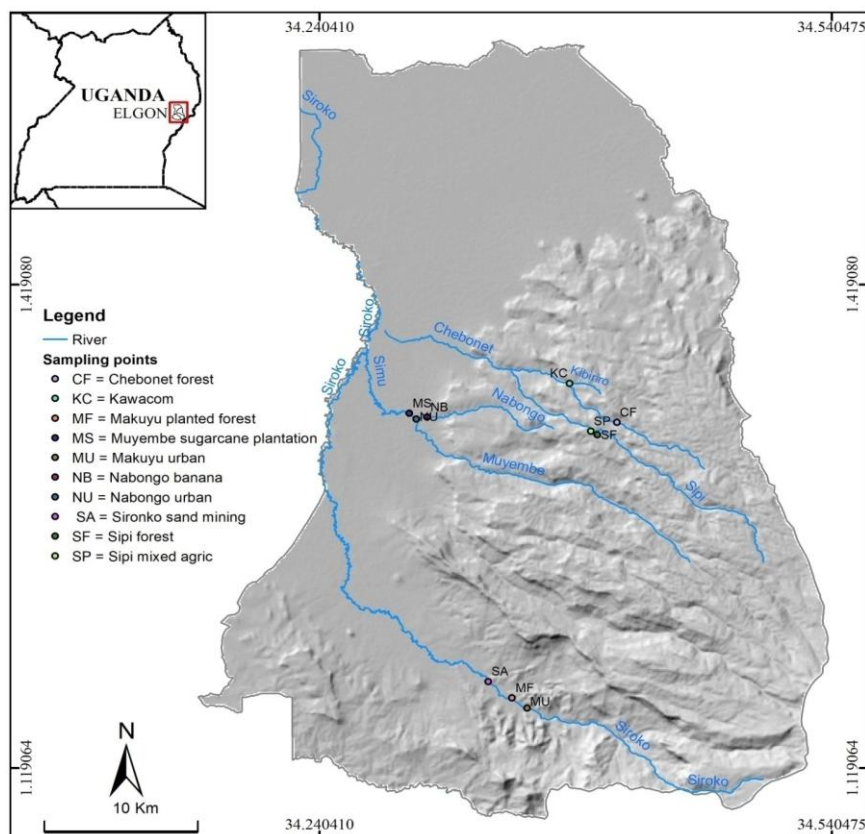 34.240410
34.540475
UGANDA
ELGON
Siroko
1.419080
1.419080
Legend
River
Sampling points
CF = Chebonet forest
KC = Kawacom
MF = Makuyu planted forest
MS = Muyembe sugarcane plantation
MU = Makuyu urban
NB = Nabongo banana
NU = Nabongo urban
SA = Sironko sand mining
SF = Sipi forest
SP = Sipi mixed agric
Siroko
Siroko
Simu
Chebonet
KC
Kibiriro
MS
NB
NU
Nabongo
CF
SP
SF
Muyembe
Sipi
SA
MF
MU
Siroko
Siroko
N
10 Km
1.119064
1.119064
34.240410
34.540475